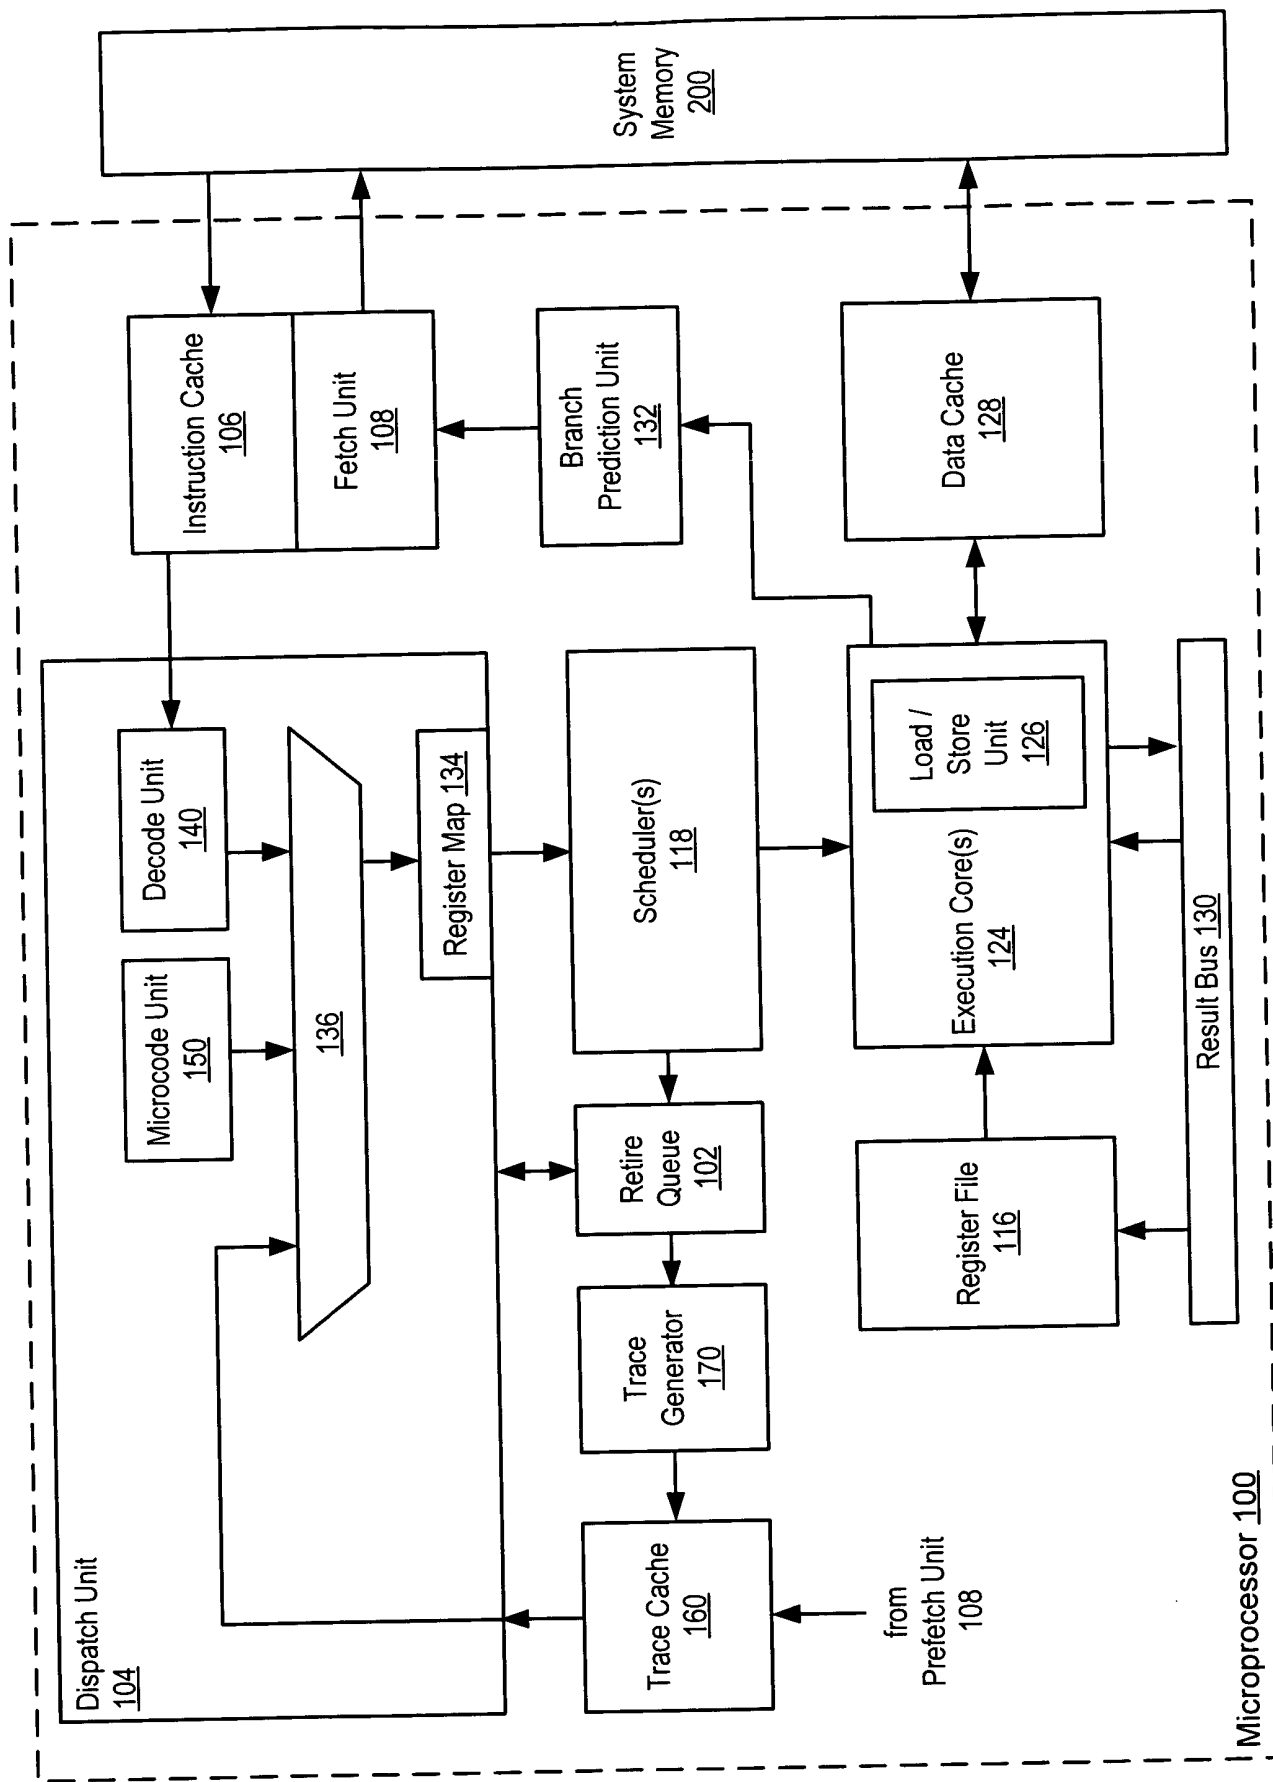 Dispatch Unit
104
Microcode Unit
150
Decode Unit
140
136
Register Map 134
Instruction Cache
106
Fetch Unit
108
System
Memory
200
Trace Cache
160
Trace
Generator
170
Retire
Queue
102
Scheduler(s)
118
Branch
Prediction Unit
132
from
Prefetch Unit
108
Register File
116
Execution Core(s)
124
Load /
Store
Unit
126
Data Cache
128
Result Bus 130
Microprocessor 100